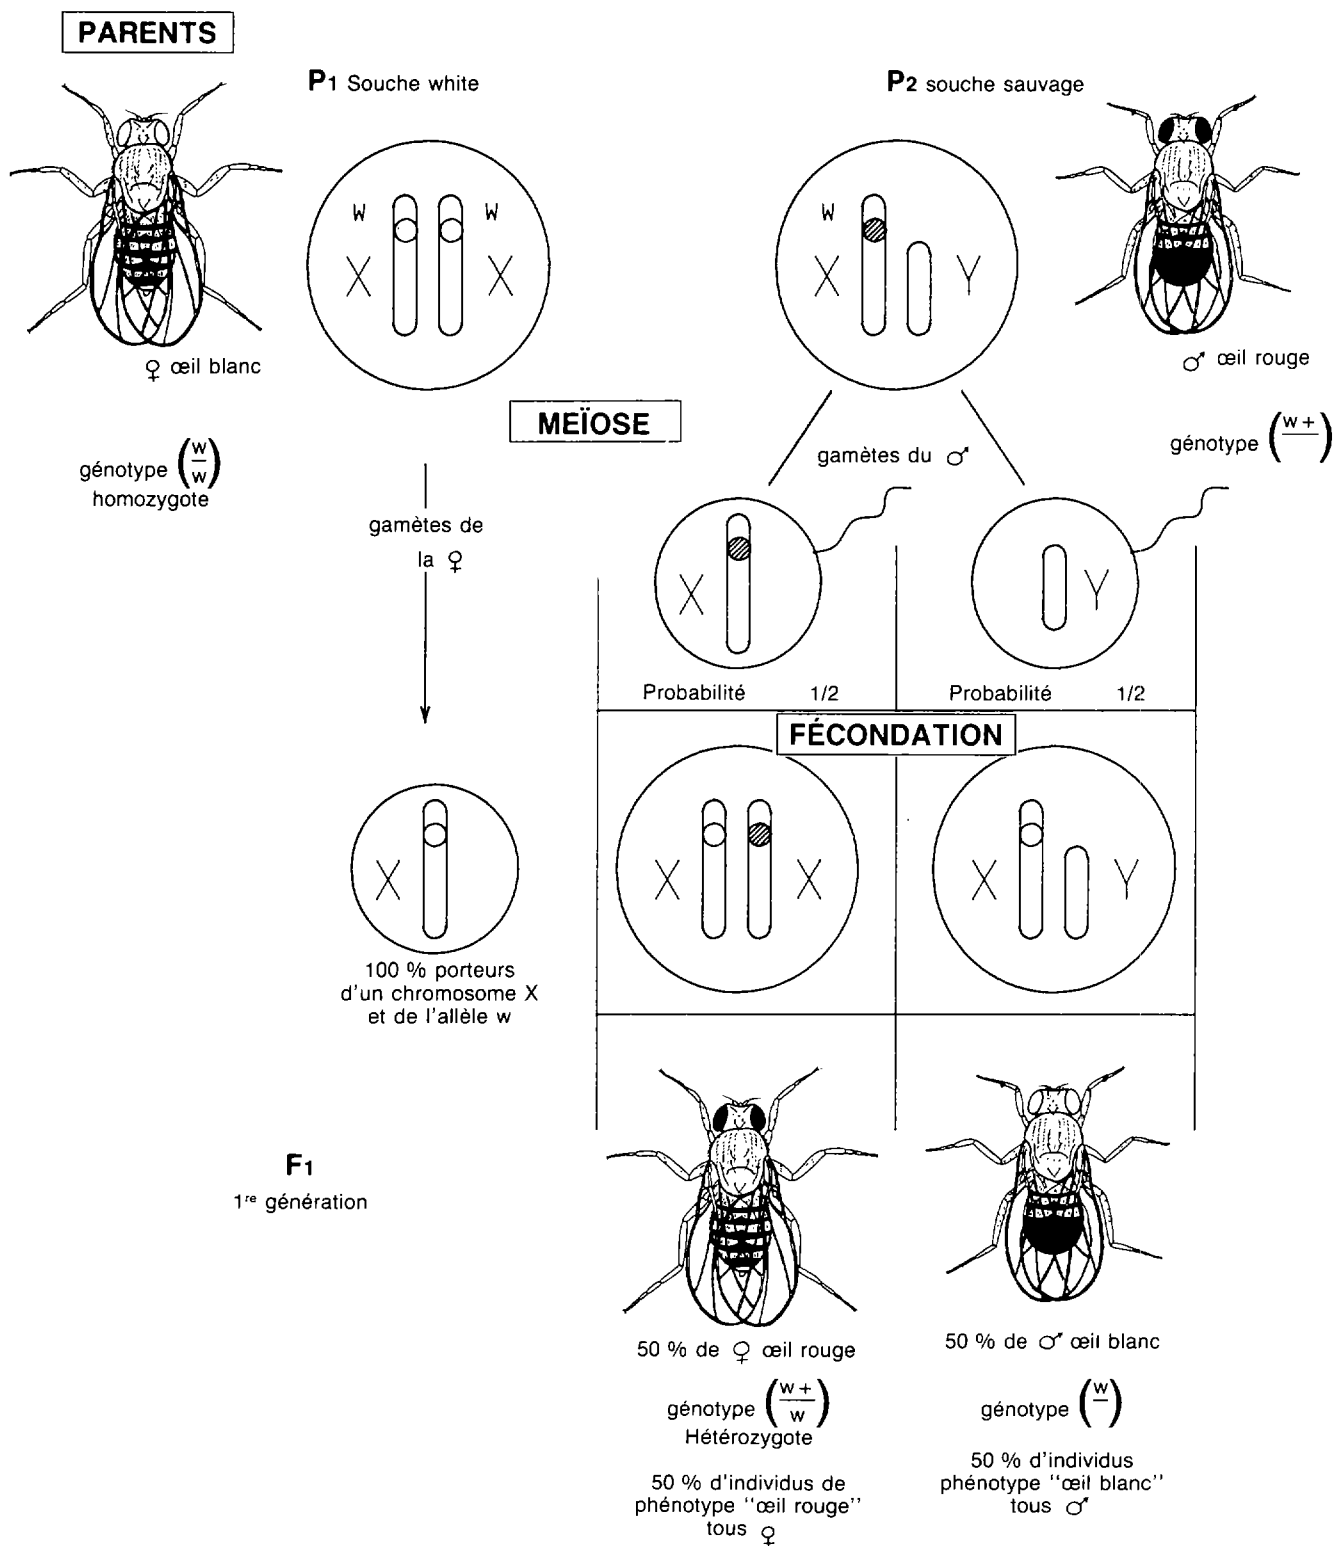 PARENTS
P1 Souche white
P2 souche sauvage
W W
X X
W
X Y
♀ œil blanc
♂ œil rouge
MEÏOSE
génotype (w/w)
homozygote
génotype (w+/)
gamètes du ♂
gamètes de
la ♀
X
Y
Probabilité 1/2
Probabilité 1/2
FÉCONDATION
X
X X
X Y
100 % porteurs
d'un chromosome X
et de l'allèle w
F1
1re génération
50 % de ♀ œil rouge
génotype (w+/w)
Hétérozygote
50 % d'individus de
phénotype "œil rouge"
tous ♀
50 % de ♂ œil blanc
génotype (w/)
50 % d'individus
phénotype "œil blanc"
tous ♂